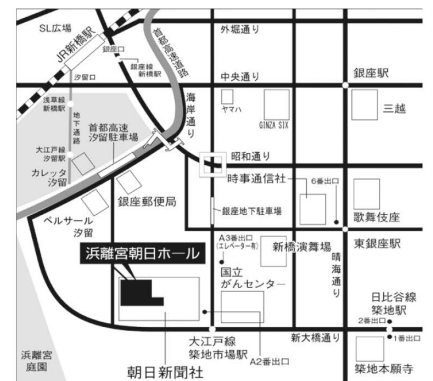 SL広場
JR新橋駅
銀座口
銀座線
新橋駅
首都高速道路
外堀通り
中央通り
銀座駅
汐留口
浅草線
新橋駅
地下通路
海岸通り
ヤマハ
GINZA SIX
三越
首都高速
汐留駐車場
大江戸線
汐留駅
カレッタ
汐留
昭和通り
時事通信社
6番出口
銀座郵便局
銀座地下駐車場
歌舞伎座
ベルサール
汐留
A3番出口
(エレベーター有)
新橋演舞場
晴海通り
東銀座駅
浜離宮朝日ホール
国立
がんセンター
日比谷線
築地駅
2番出口
新大橋通り
1番出口
浜離宮
庭園
大江戸線
築地市場駅
A2番出口
朝日新聞社
築地本願寺